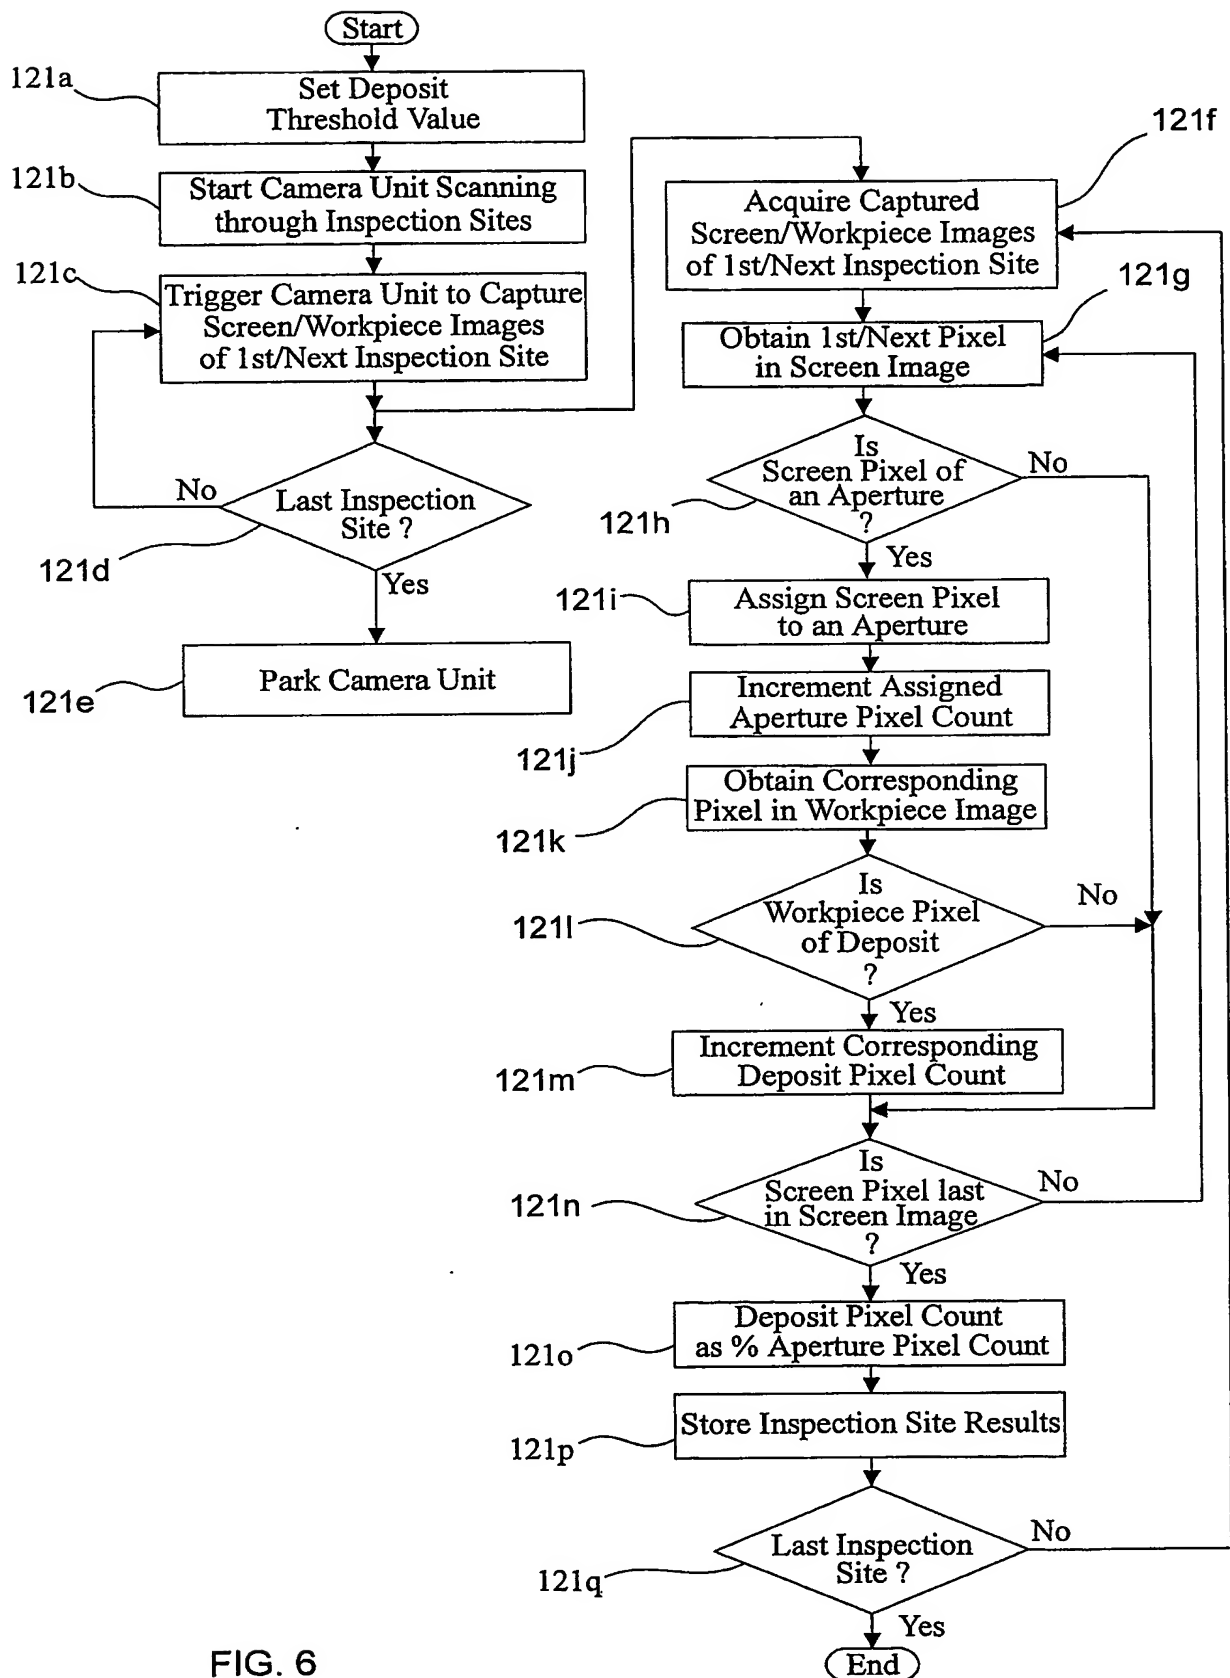 Start
121a
Set Deposit
Threshold Value
121b
Start Camera Unit Scanning
through Inspection Sites
121c
Trigger Camera Unit to Capture
Screen/Workpiece Images
of 1st/Next Inspection Site
No
Last Inspection
Site ?
121d
Yes
Park Camera Unit
121e
121f
Acquire Captured
Screen/Workpiece Images
of 1st/Next Inspection Site
121g
Obtain 1st/Next Pixel
in Screen Image
Is
Screen Pixel of
an Aperture
?
No
121h
Yes
121i
Assign Screen Pixel
to an Aperture
Increment Assigned
Aperture Pixel Count
121j
Obtain Corresponding
Pixel in Workpiece Image
121k
Is
Workpiece Pixel
of Deposit
?
No
121l
Yes
Increment Corresponding
Deposit Pixel Count
121m
Is
Screen Pixel last
in Screen Image
?
No
121n
Yes
Deposit Pixel Count
as % Aperture Pixel Count
121o
Store Inspection Site Results
121p
Last Inspection
Site ?
No
121q
Yes
End
FIG. 6